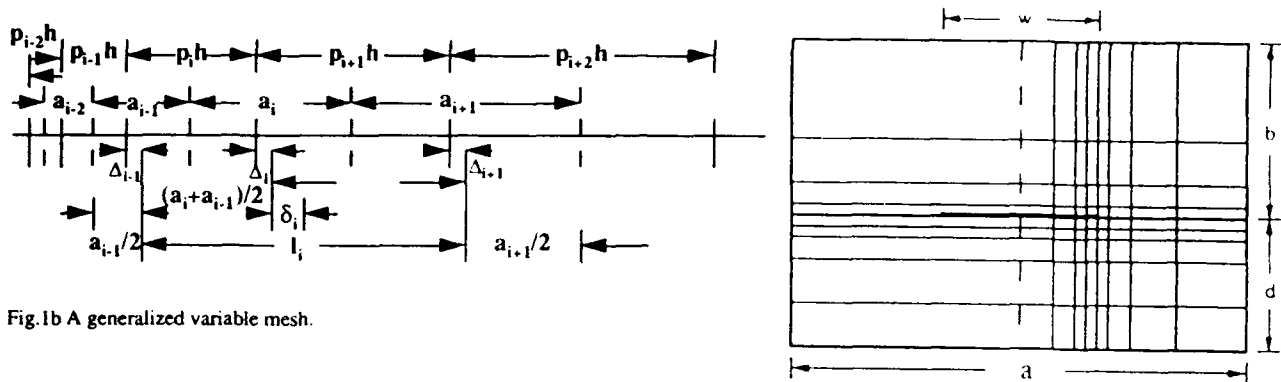 p_{i-2}h p_{i-1}h p_ih p_{i+1}h p_{i+2}h
a_{i-2} a_{i-1} a_i a_{i+1}
Δ_{i-1} Δ_i Δ_{i+1}
(a_i+a_{i-1})/2 δ_i
a_{i-1}/2 l_i a_{i+1}/2
Fig.1b A generalized variable mesh.
w
b
d
a